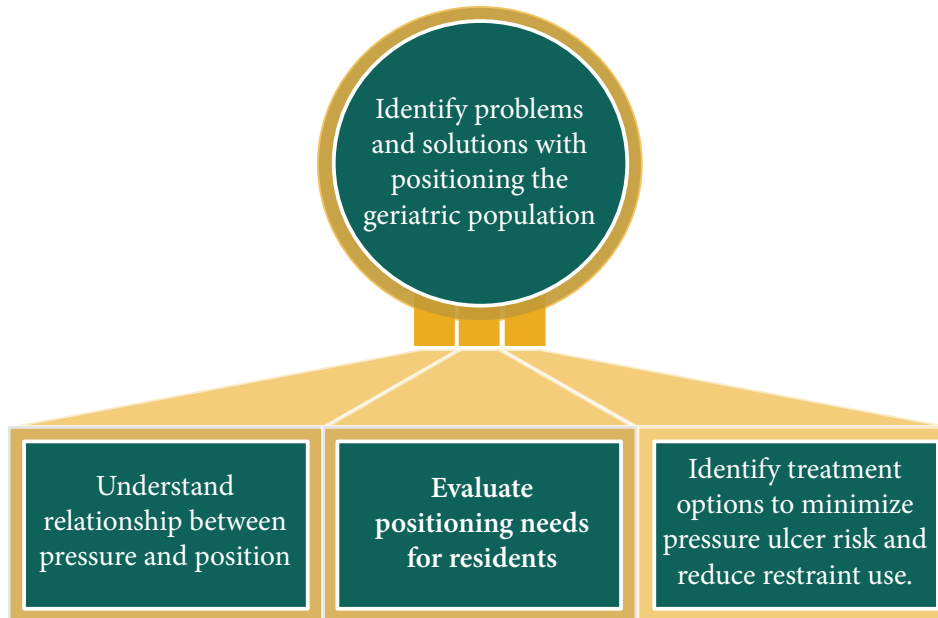 Identify problems
and solutions with
positioning the
geriatric population
Understand
relationship between
pressure and position
Evaluate
positioning needs
for residents
Identify treatment
options to minimize
pressure ulcer risk and
reduce restraint use.